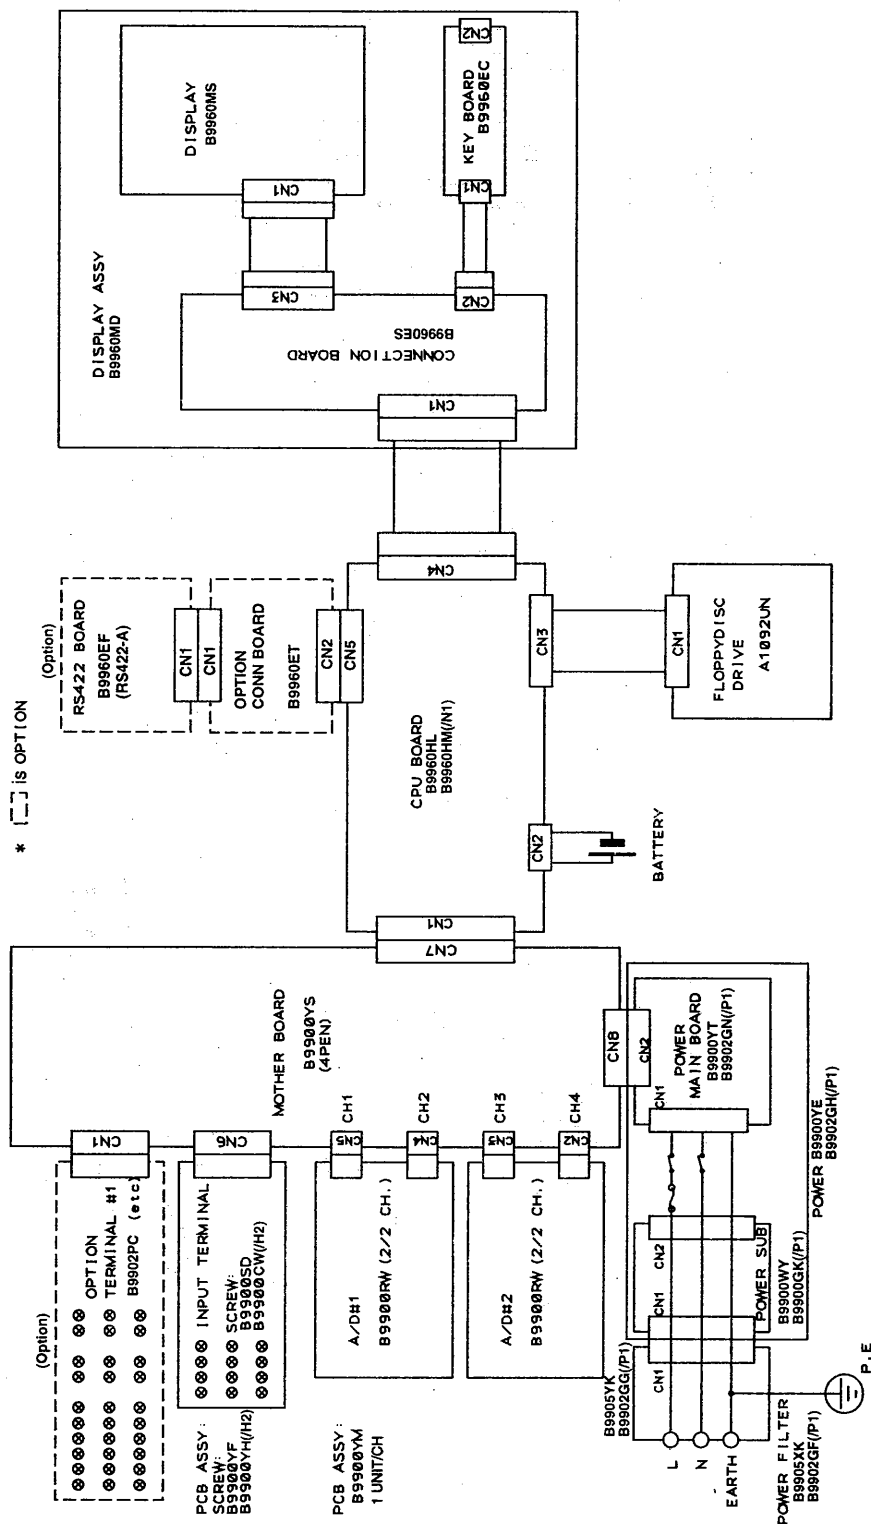 * [ ] is OPTION
(Option)
OPTION
TERMINAL #1
B9902PC (etc)
CN1
INPUT TERMINAL
SCREW:
B9900SD
B9900CW(/H2)
CN6
PCB ASSY:
SCREW:
B9900YF
B9900YH(/H2)
MOTHER BOARD
B9900YS
(4PEN)
PCB ASSY:
B9900YM
1 UNIT/CH
A/D#1
B9900RW (2/2 CH.)
CN5
CH1
CN4
CH2
A/D#2
B9900RW (2/2 CH.)
CN3
CH3
CN2
CH4
CN7
CN8
CN1
CPU BOARD
B9960HL
B9960HM(/N1)
CN5
CN4
CN3
CN2
BATTERY
(Option)
RS422 BOARD
B9960EF
(RS422-A)
CN1
CN1
OPTION
CONN BOARD
B9960ET
CN2
CN1
FLOPPYDISC
DRIVE
A1092UN
DISPLAY ASSY
B9960MD
DISPLAY
B9960MS
CN1
CN3
CONNECTION BOARD
B9960ES
CN1
CN2
KEY BOARD
B9960EC
CN1
CN2
CN2
POWER
MAIN BOARD
B9900YT
B9902GN(/P1)
CN1
POWER B9900YE
B9902GH(/P1)
CN2
CN1
POWER SUB
B9900WY
B9900GK(/P1)
B9905YK
B9902GG(/P1)
CN1
L
N
EARTH
POWER FILTER
B9905XK
B9902GF(/P1)
P.E